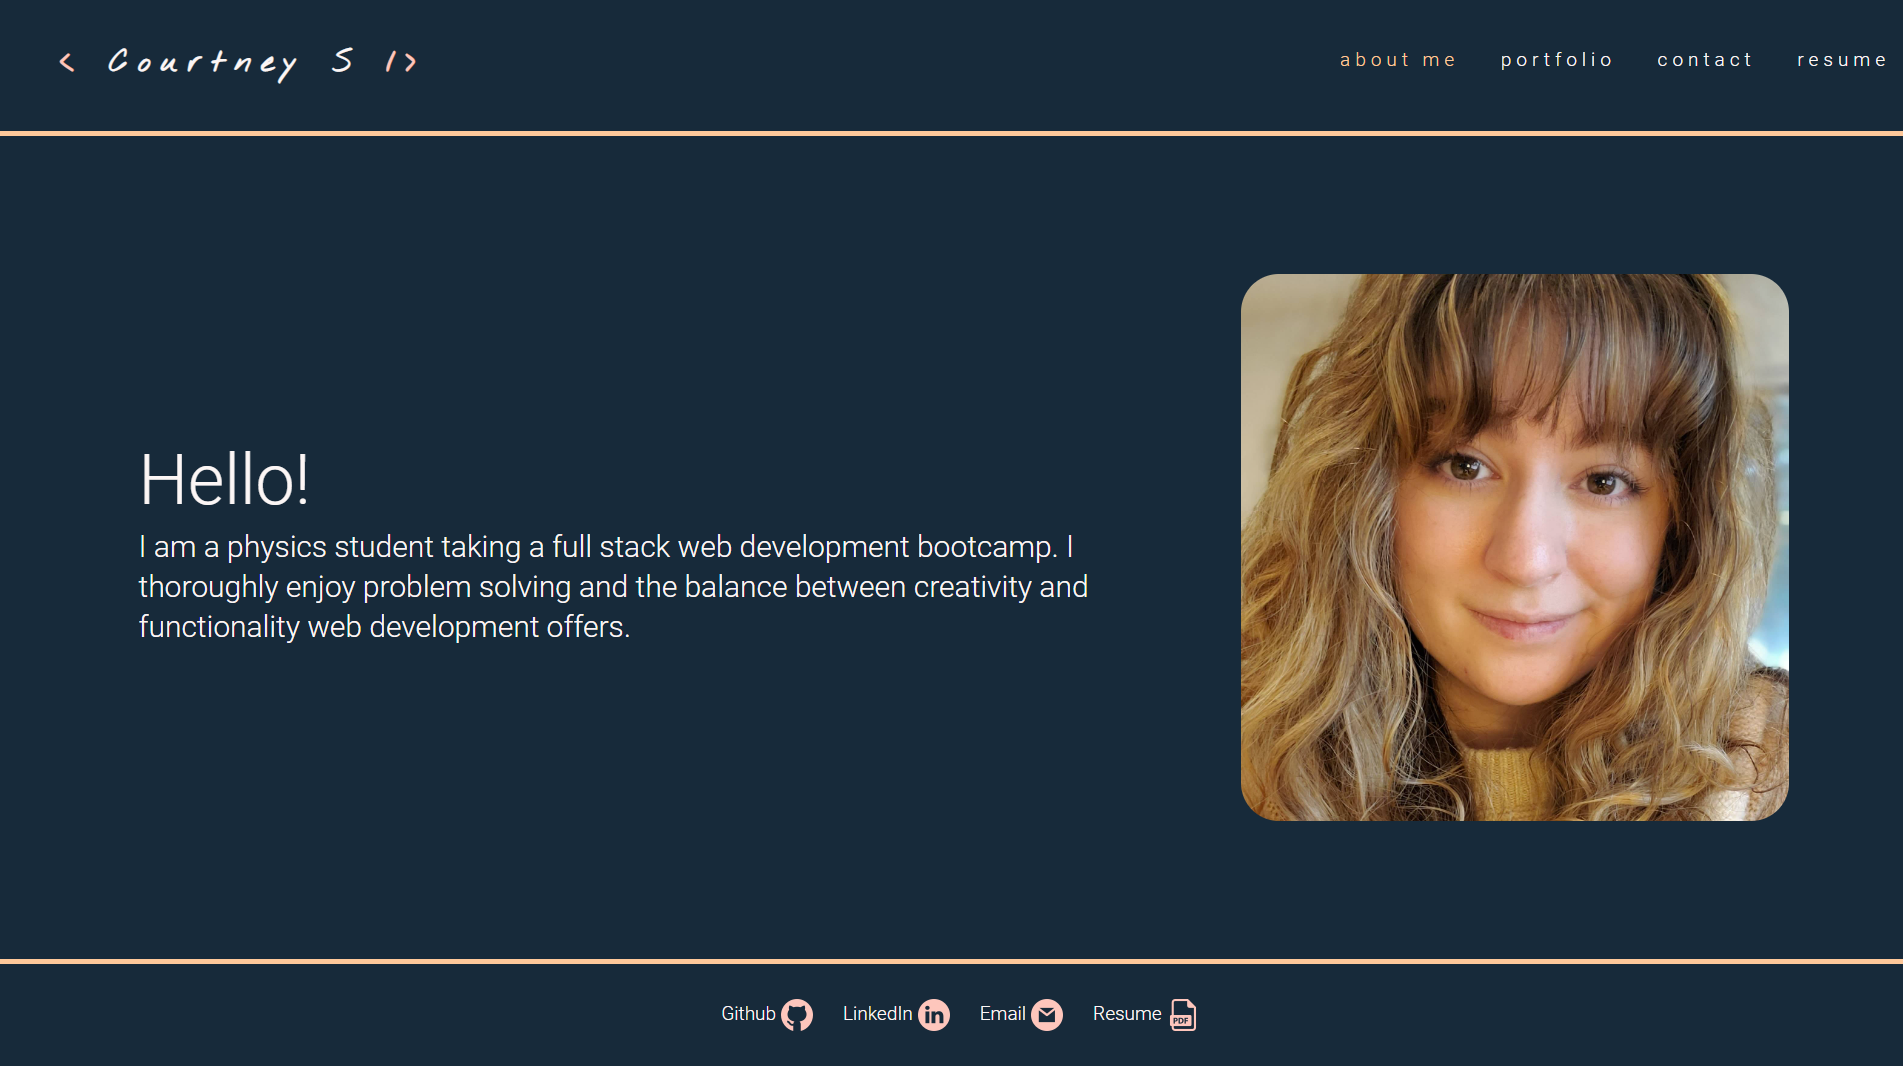 < Courtney S />
about me portfolio contact resume
Hello!
I am a physics student taking a full stack web development bootcamp. I
thoroughly enjoy problem solving and the balance between creativity and
functionality web development offers.
Github in LinkedIn Email Resume PDF